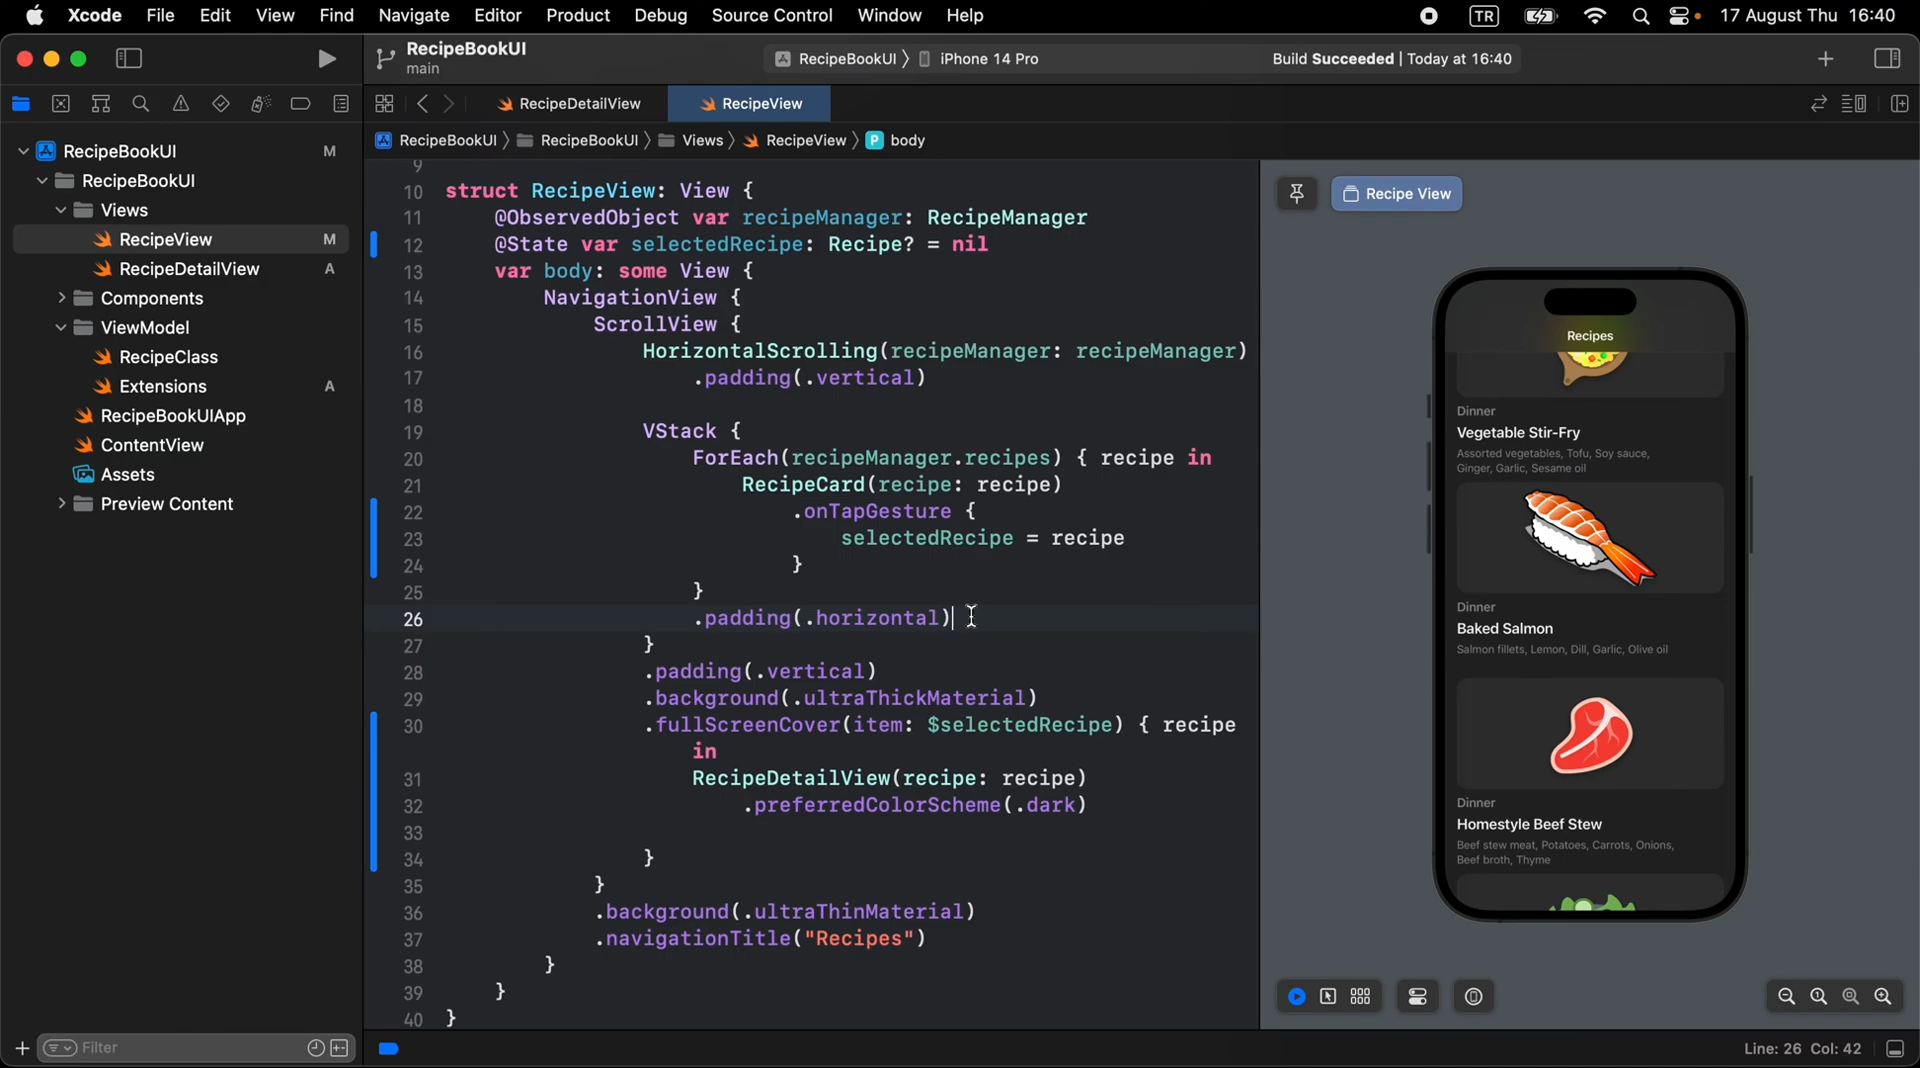 Xcode File Edit View Find Navigate Editor Product Debug Source Control Window Help TR 17 August Thu 16:40
RecipeBookUI
main
RecipeBookUI 〉 iPhone 14 Pro
Build Succeeded | Today at 16:40
RecipeDetailView
RecipeView
RecipeBookUI 〉 RecipeBookUI 〉 Views 〉 RecipeView 〉 P body
RecipeBookUI M
RecipeBookUI
Views
RecipeView M
RecipeDetailView A
Components
ViewModel
RecipeClass
Extensions A
RecipeBookUIApp
ContentView
Assets
Preview Content
Filter
9
10 struct RecipeView: View {
11 @ObservedObject var recipeManager: RecipeManager
12 @State var selectedRecipe: Recipe? = nil
13 var body: some View {
14 NavigationView {
15 ScrollView {
16 HorizontalScrolling(recipeManager: recipeManager)
17 .padding(.vertical)
18
19 VStack {
20 ForEach(recipeManager.recipes) { recipe in
21 RecipeCard(recipe: recipe)
22 .onTapGesture {
23 selectedRecipe = recipe
24 }
25 }
26 .padding(.horizontal)
27 }
28 .padding(.vertical)
29 .background(.ultraThickMaterial)
30 .fullScreenCover(item: $selectedRecipe) { recipe
in
31 RecipeDetailView(recipe: recipe)
32 .preferredColorScheme(.dark)
33
34 }
35 }
36 .background(.ultraThinMaterial)
37 .navigationTitle("Recipes")
38 }
39 }
40 }
Recipe View
Recipes
Dinner
Vegetable Stir-Fry
Assorted vegetables, Tofu, Soy sauce,
Ginger, Garlic, Sesame oil
Dinner
Baked Salmon
Salmon fillets, Lemon, Dill, Garlic, Olive oil
Dinner
Homestyle Beef Stew
Beef stew meat, Potatoes, Carrots, Onions,
Beef broth, Thyme
Line: 26 Col: 42